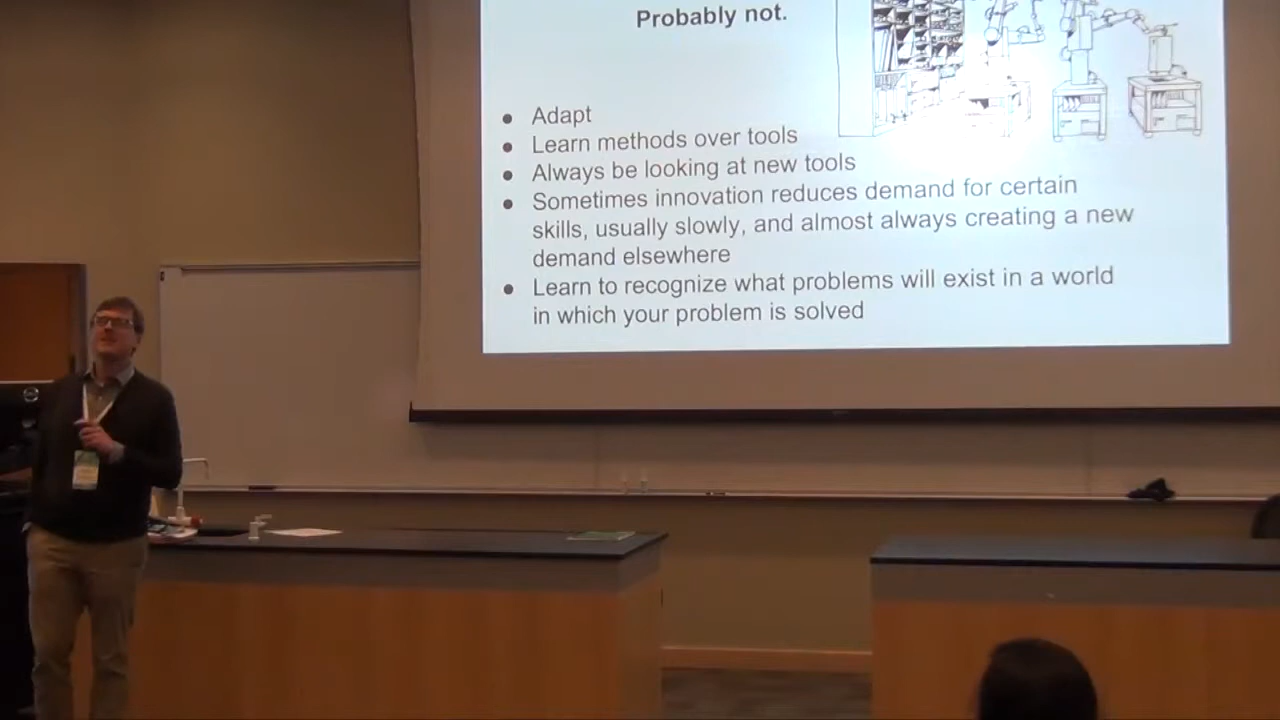 Probably not.
● Adapt
● Learn methods over tools
● Always be looking at new tools
● Sometimes innovation reduces demand for certain
skills, usually slowly, and almost always creating a new
demand elsewhere
● Learn to recognize what problems will exist in a world
in which your problem is solved